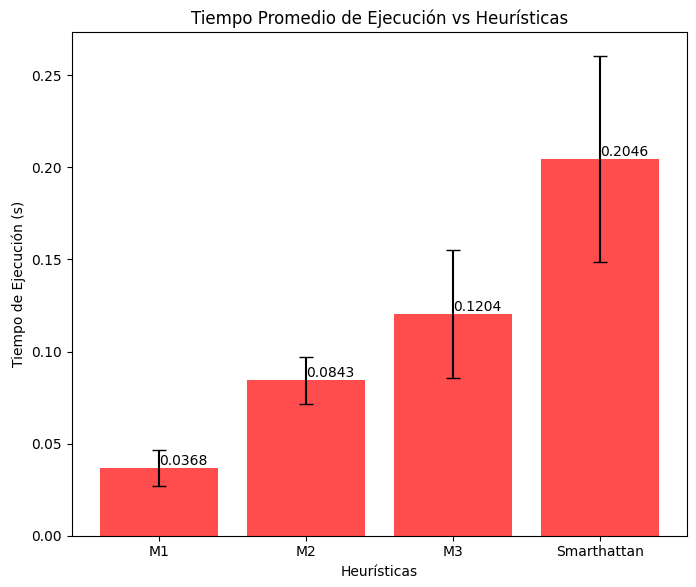 Tiempo Promedio de Ejecución vs Heurísticas
Tiempo de Ejecución (s)
0.25
0.20
0.15
0.10
0.05
0.00
0.0368
0.0843
0.1204
0.2046
M1
M2
M3
Smarthattan
Heurísticas